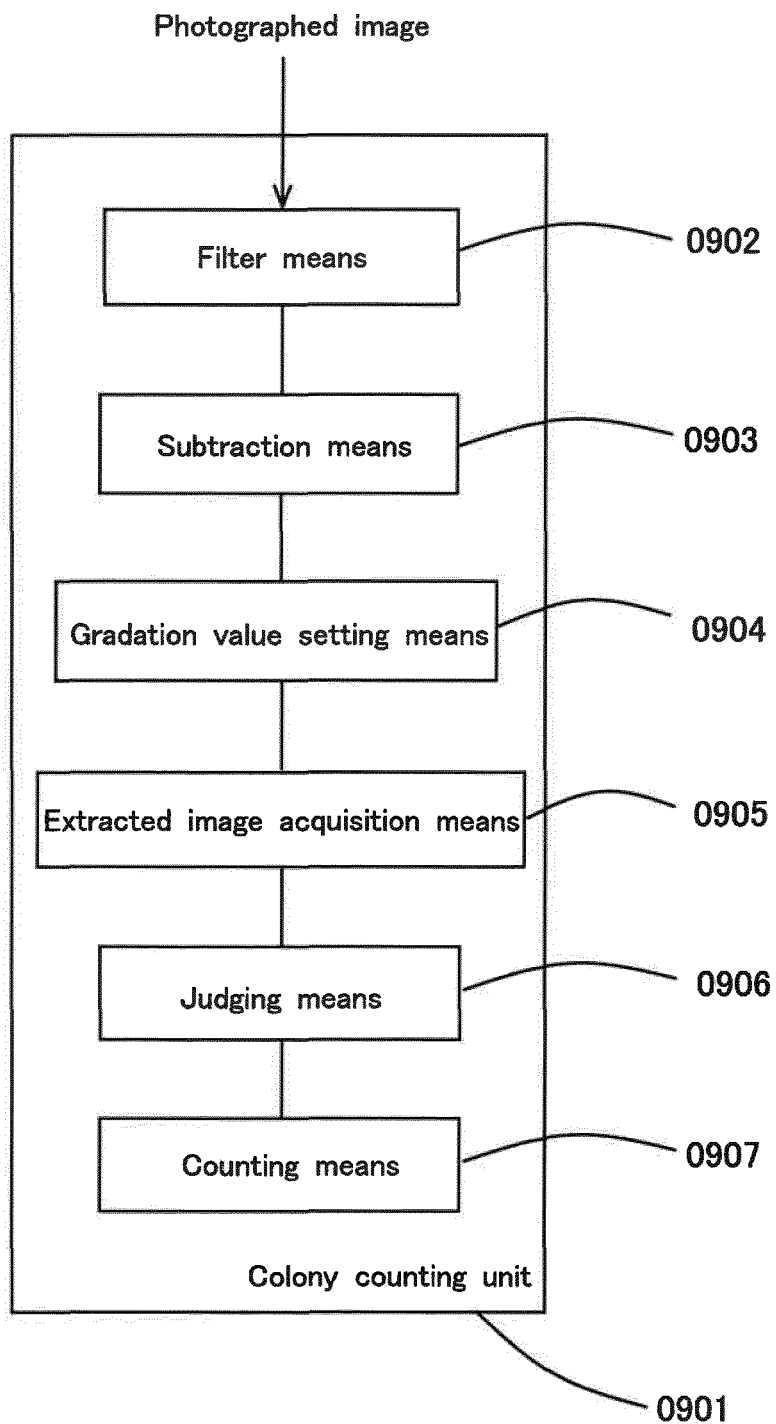 Photographed image
Filter means
0902
Subtraction means
0903
Gradation value setting means
0904
Extracted image acquisition means
0905
Judging means
0906
Counting means
0907
Colony counting unit
0901